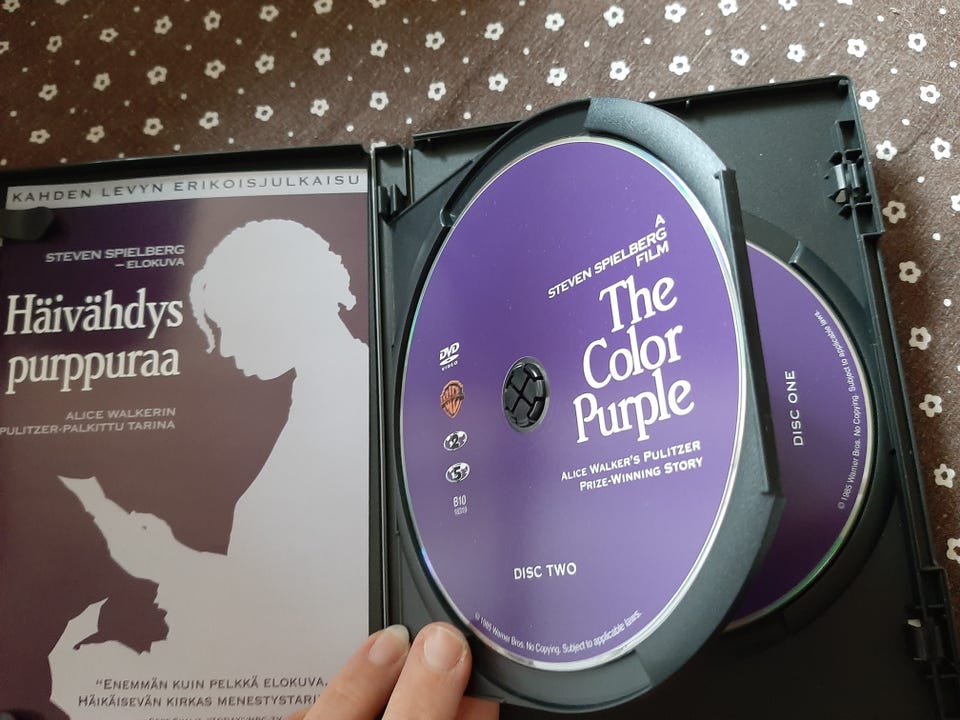 KAHDEN LEVYN ERIKOISJULKAISU
STEVEN SPIELBERG
–ELOKUVA
Häivähdys
purppuraa
ALICE WALKERIN
PULITZER-PALKITTU TARINA
"ENEMMÄN KUIN PELKKÄ ELOKUVA,
HÄIKÄISEVÄN KIRKAS MENESTYSTARI
A
STEVEN SPIELBERG
FILM
The
Color
Purple
ALICE WALKER'S PULITZER
PRIZE-WINNING STORY
DVD
VIDEO
WB
2
5
B10
DISC TWO
© 1985 Warner Bros. No Copying. Subject to applicable laws.
DISC ONE
© 1985 Warner Bros. No Copying. Subject to applicable laws.